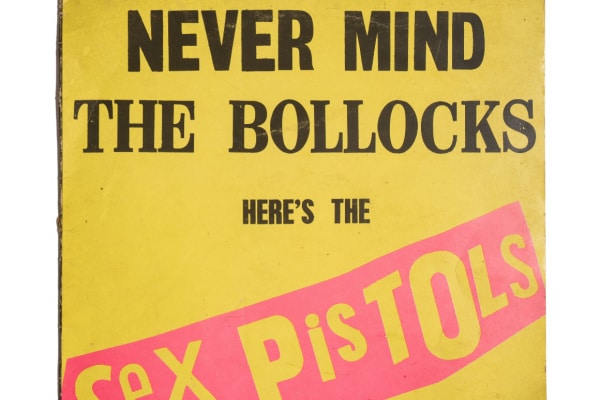 NEVER MIND
THE BOLLOCKS
HERE'S THE
SeX PiSTOLS